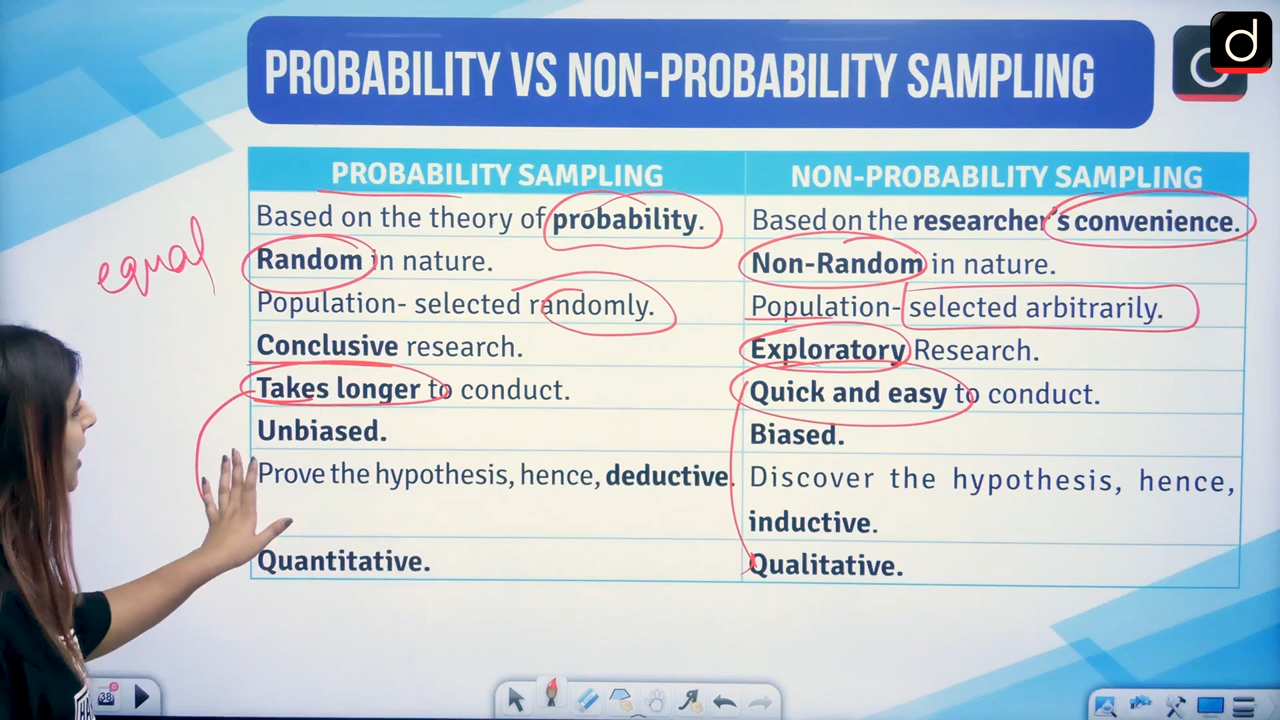 d
PROBABILITY VS NON-PROBABILITY SAMPLING
PROBABILITY SAMPLING
NON-PROBABILITY SAMPLING
Based on the theory of probability.
Based on the researcher's convenience.
equal
Random in nature.
Non-Random in nature.
Population- selected randomly.
Population- selected arbitrarily.
Conclusive research.
Exploratory Research.
Takes longer to conduct.
Quick and easy to conduct.
Unbiased.
Biased.
Prove the hypothesis, hence, deductive.
Discover the hypothesis, hence,
inductive.
Quantitative.
Qualitative.
38